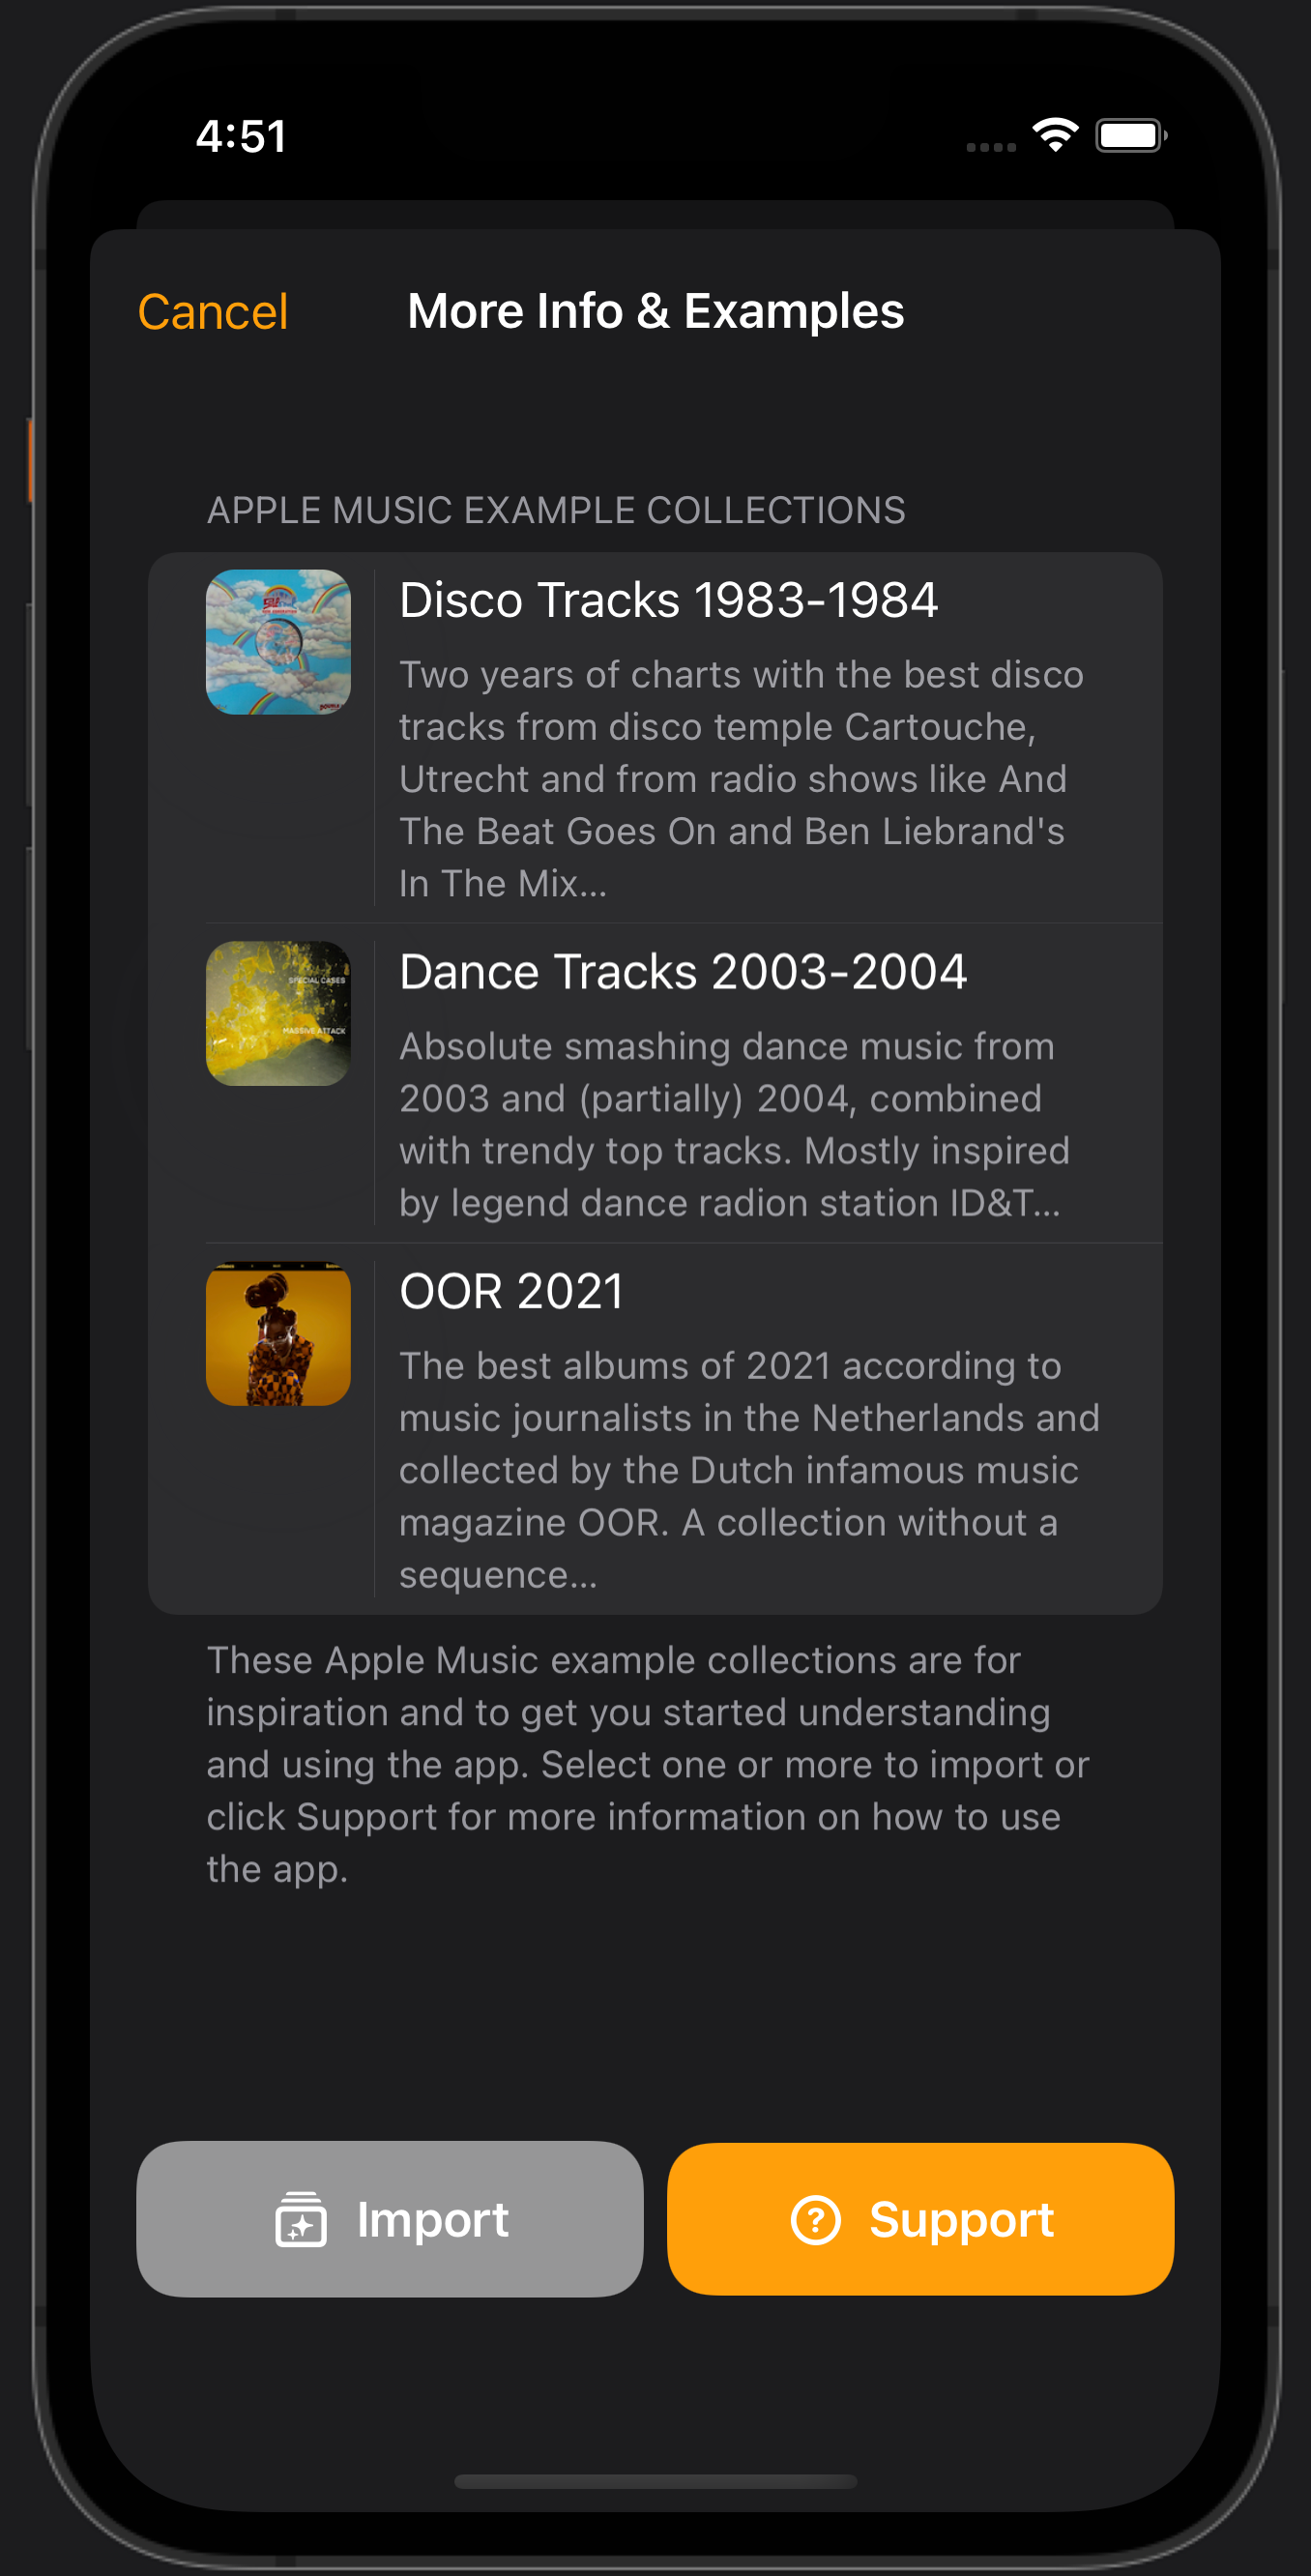 4:51
Cancel
More Info & Examples
APPLE MUSIC EXAMPLE COLLECTIONS
Disco Tracks 1983-1984
Two years of charts with the best disco
tracks from disco temple Cartouche,
Utrecht and from radio shows like And
The Beat Goes On and Ben Liebrand's
In The Mix...
SPECIAL CASES
MASSIVE ATTACK
Dance Tracks 2003-2004
Absolute smashing dance music from
2003 and (partially) 2004, combined
with trendy top tracks. Mostly inspired
by legend dance radion station ID&T...
OOR 2021
The best albums of 2021 according to
music journalists in the Netherlands and
collected by the Dutch infamous music
magazine OOR. A collection without a
sequence...
These Apple Music example collections are for
inspiration and to get you started understanding
and using the app. Select one or more to import or
click Support for more information on how to use
the app.
Import
Support